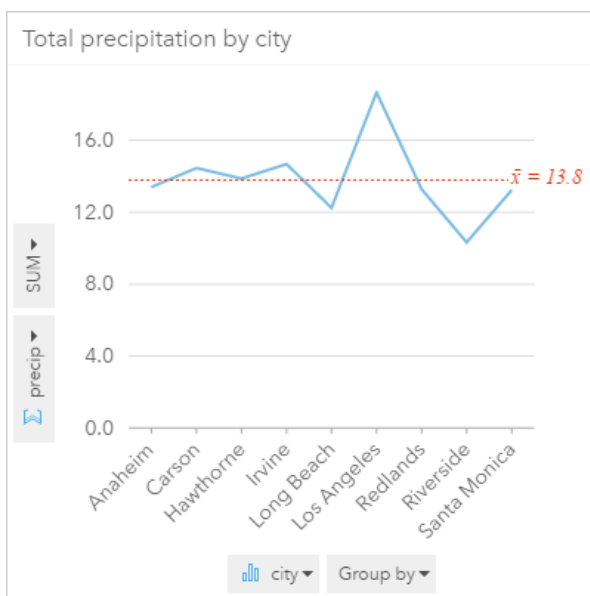 Total precipitation by city
16.0
12.0
8.0
4.0
0.0
x̄ = 13.8
SUM
precip
Anaheim
Carson
Hawthorne
Irvine
Long Beach
Los Angeles
Redlands
Riverside
Santa Monica
city
Group by